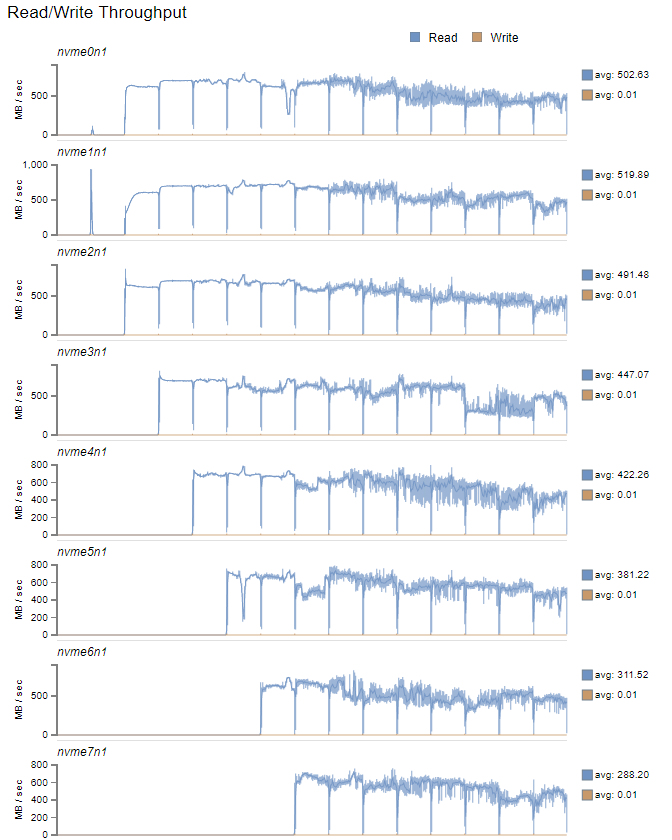 Read/Write Throughput
Read Write
nvme0n1
MB / sec
500
0
avg: 502.63
avg: 0.01
nvme1n1
MB / sec
1,000
500
0
avg: 519.89
avg: 0.01
nvme2n1
MB / sec
500
0
avg: 491.48
avg: 0.01
nvme3n1
MB / sec
500
0
avg: 447.07
avg: 0.01
nvme4n1
MB / sec
800
600
400
200
0
avg: 422.26
avg: 0.01
nvme5n1
MB / sec
800
600
400
200
0
avg: 381.22
avg: 0.01
nvme6n1
MB / sec
500
0
avg: 311.52
avg: 0.01
nvme7n1
MB / sec
800
600
400
200
0
avg: 288.20
avg: 0.01